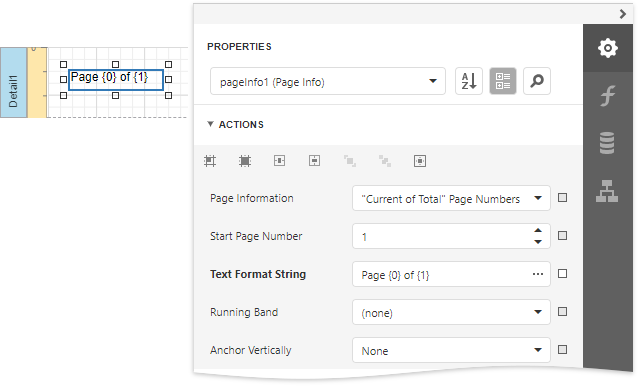 Detail1
Page {0} of {1}
PROPERTIES
pageInfo1 (Page Info)
A
Z
ACTIONS
Page Information
"Current of Total" Page Numbers
Start Page Number
1
Text Format String
Page {0} of {1}
...
Running Band
(none)
Anchor Vertically
None